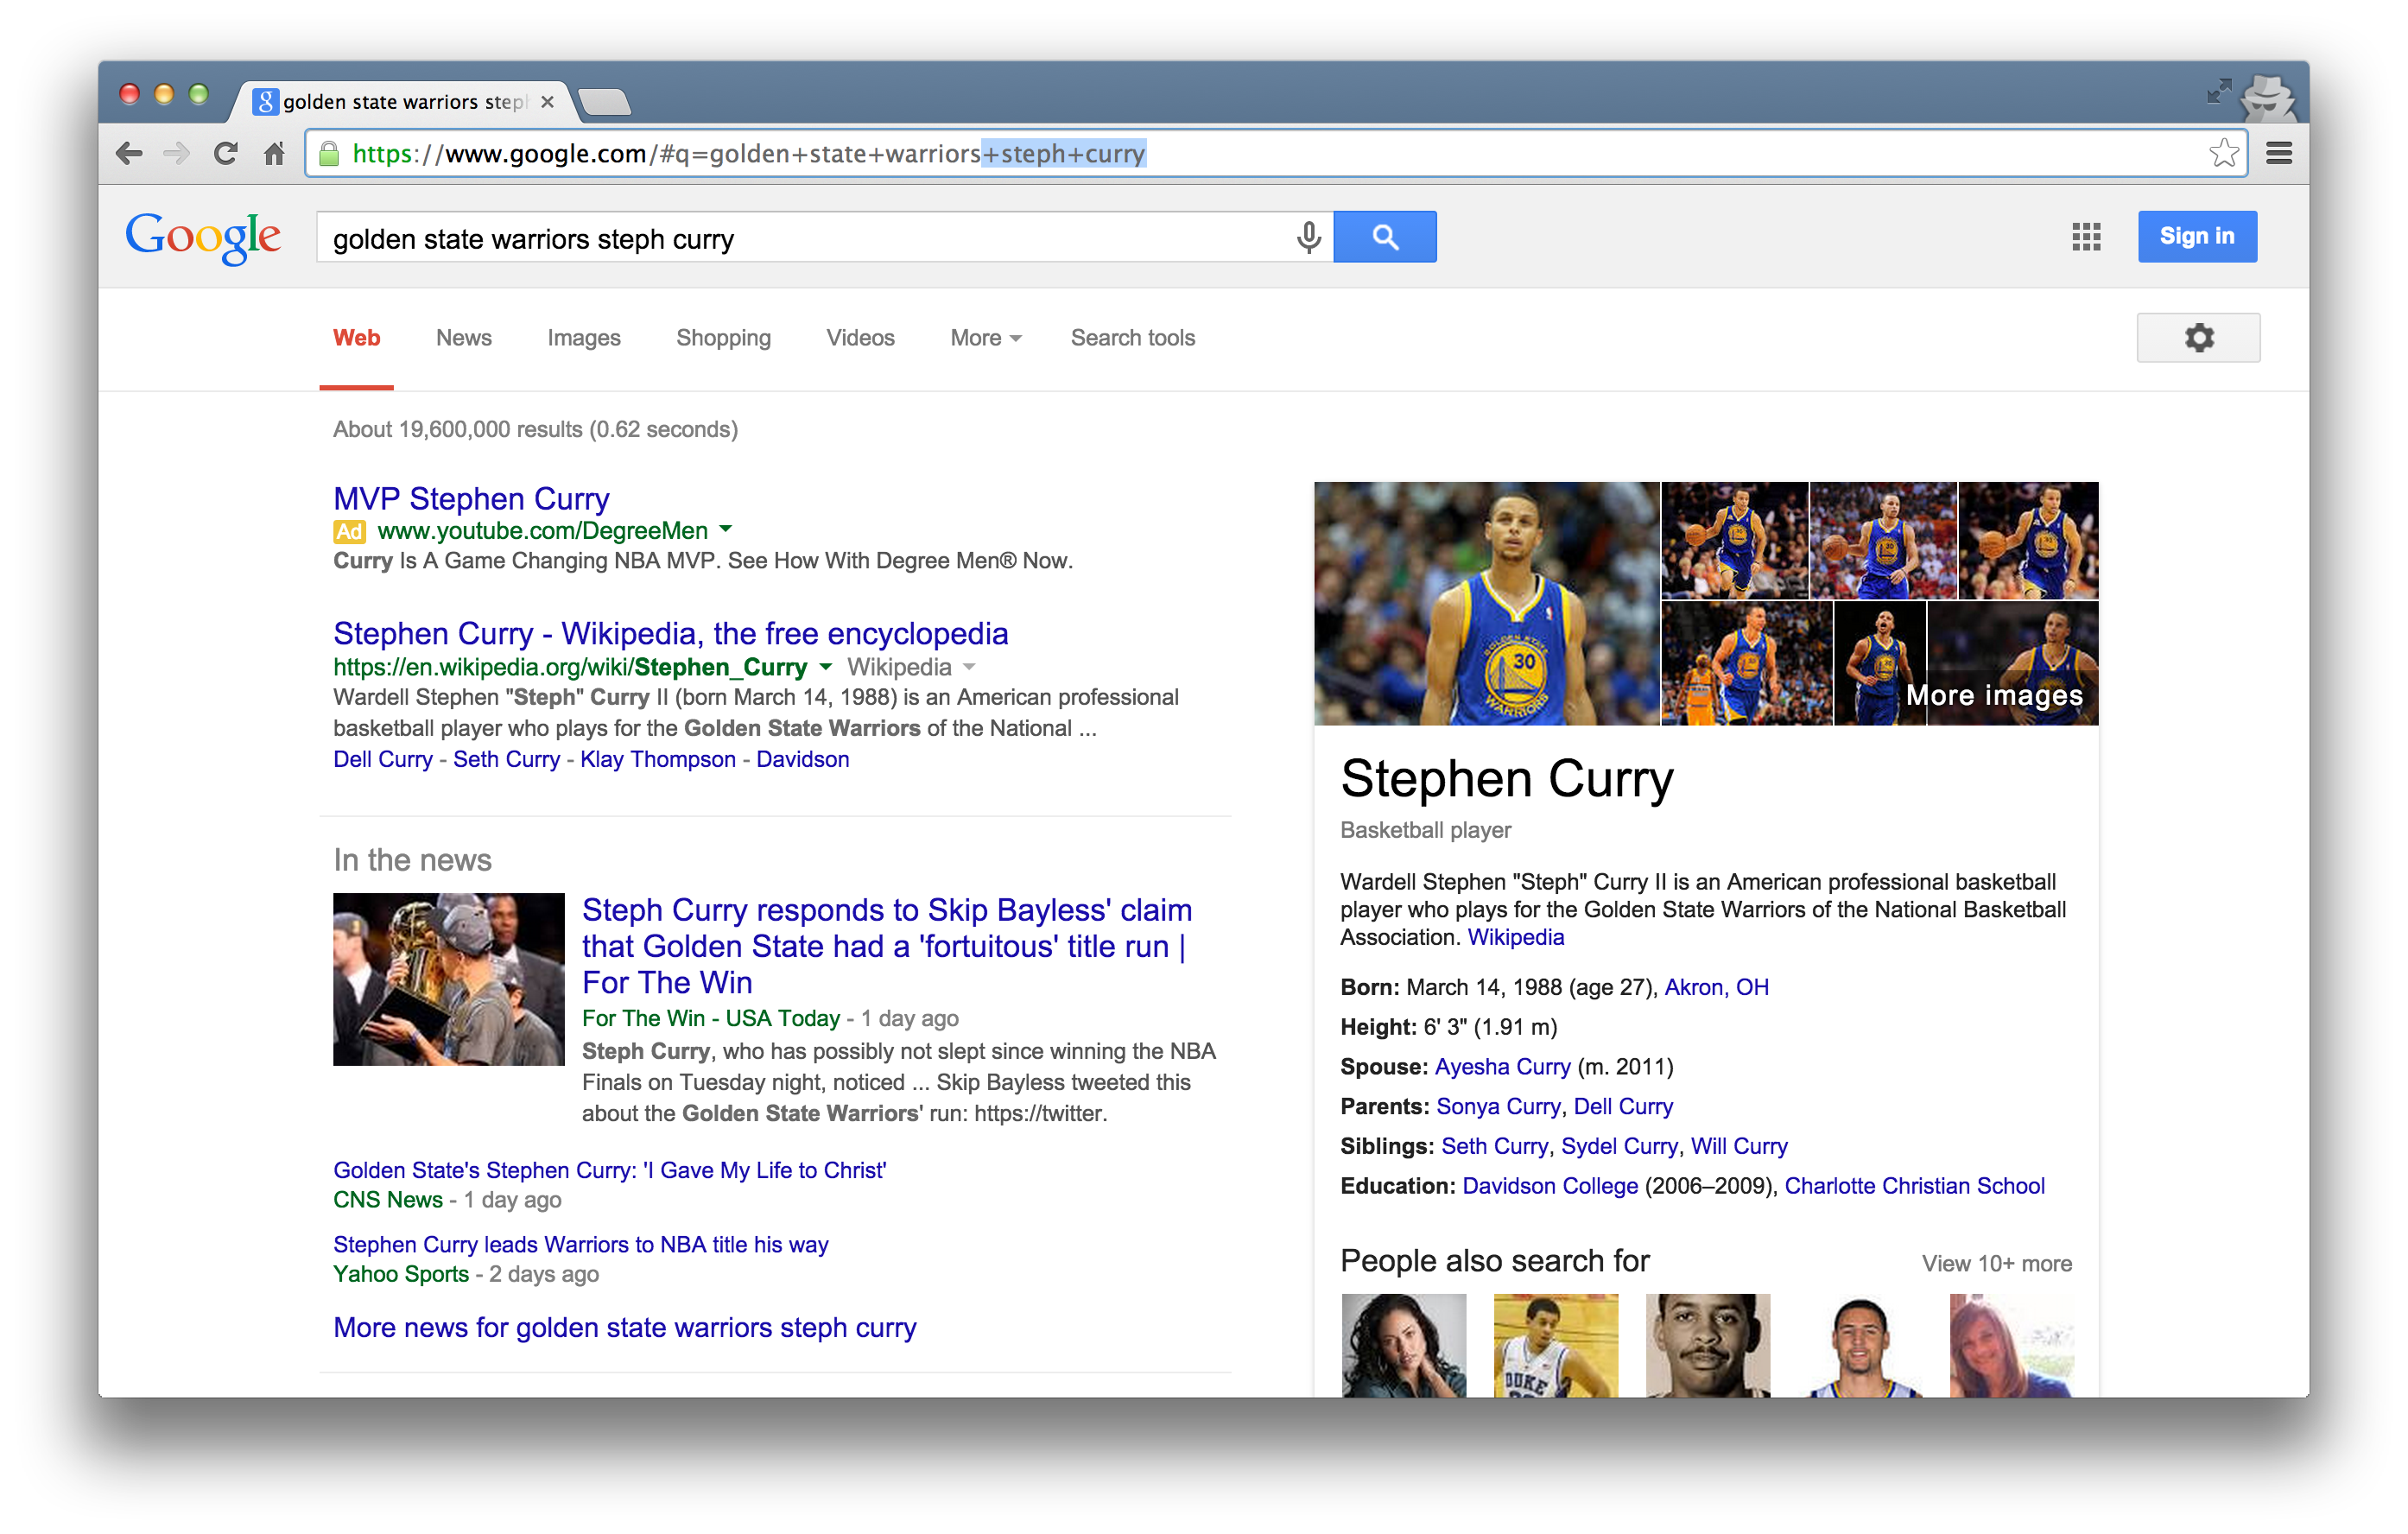 golden state warriors steph
https://www.google.com/#q=golden+state+warriors+steph+curry
Google
golden state warriors steph curry
Sign in
Web News Images Shopping Videos More Search tools
About 19,600,000 results (0.62 seconds)
MVP Stephen Curry
Ad www.youtube.com/DegreeMen
Curry Is A Game Changing NBA MVP. See How With Degree Men® Now.
Stephen Curry - Wikipedia, the free encyclopedia
https://en.wikipedia.org/wiki/Stephen_Curry Wikipedia
Wardell Stephen "Steph" Curry II (born March 14, 1988) is an American professional
basketball player who plays for the Golden State Warriors of the National ...
Dell Curry - Seth Curry - Klay Thompson - Davidson
In the news
Steph Curry responds to Skip Bayless' claim
that Golden State had a 'fortuitous' title run |
For The Win
For The Win - USA Today - 1 day ago
Steph Curry, who has possibly not slept since winning the NBA
Finals on Tuesday night, noticed ... Skip Bayless tweeted this
about the Golden State Warriors' run: https://twitter.
Golden State's Stephen Curry: 'I Gave My Life to Christ'
CNS News - 1 day ago
Stephen Curry leads Warriors to NBA title his way
Yahoo Sports - 2 days ago
More news for golden state warriors steph curry
GOLDEN STATE
30
WARRIORS
More images
Stephen Curry
Basketball player
Wardell Stephen "Steph" Curry II is an American professional basketball
player who plays for the Golden State Warriors of the National Basketball
Association. Wikipedia
Born: March 14, 1988 (age 27), Akron, OH
Height: 6' 3" (1.91 m)
Spouse: Ayesha Curry (m. 2011)
Parents: Sonya Curry, Dell Curry
Siblings: Seth Curry, Sydel Curry, Will Curry
Education: Davidson College (2006–2009), Charlotte Christian School
People also search for
View 10+ more
DUKE